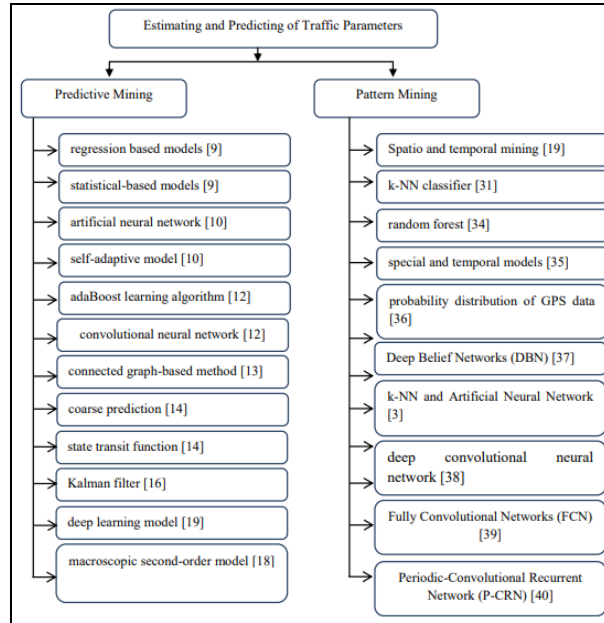 Estimating and Predicting of Traffic Parameters
Predictive Mining
regression based models [9]
statistical-based models [9]
artificial neural network [10]
self-adaptive model [10]
adaBoost learning algorithm [12]
convolutional neural network [12]
connected graph-based method [13]
coarse prediction [14]
state transit function [14]
Kalman filter [16]
deep learning model [19]
macroscopic second-order model [18]
Pattern Mining
Spatio and temporal mining [19]
k-NN classifier [31]
random forest [34]
special and temporal models [35]
probability distribution of GPS data
[36]
Deep Belief Networks (DBN) [37]
k-NN and Artificial Neural Network
[3]
deep convolutional neural
network [38]
Fully Convolutional Networks (FCN)
[39]
Periodic-Convolutional Recurrent
Network (P-CRN) [40]